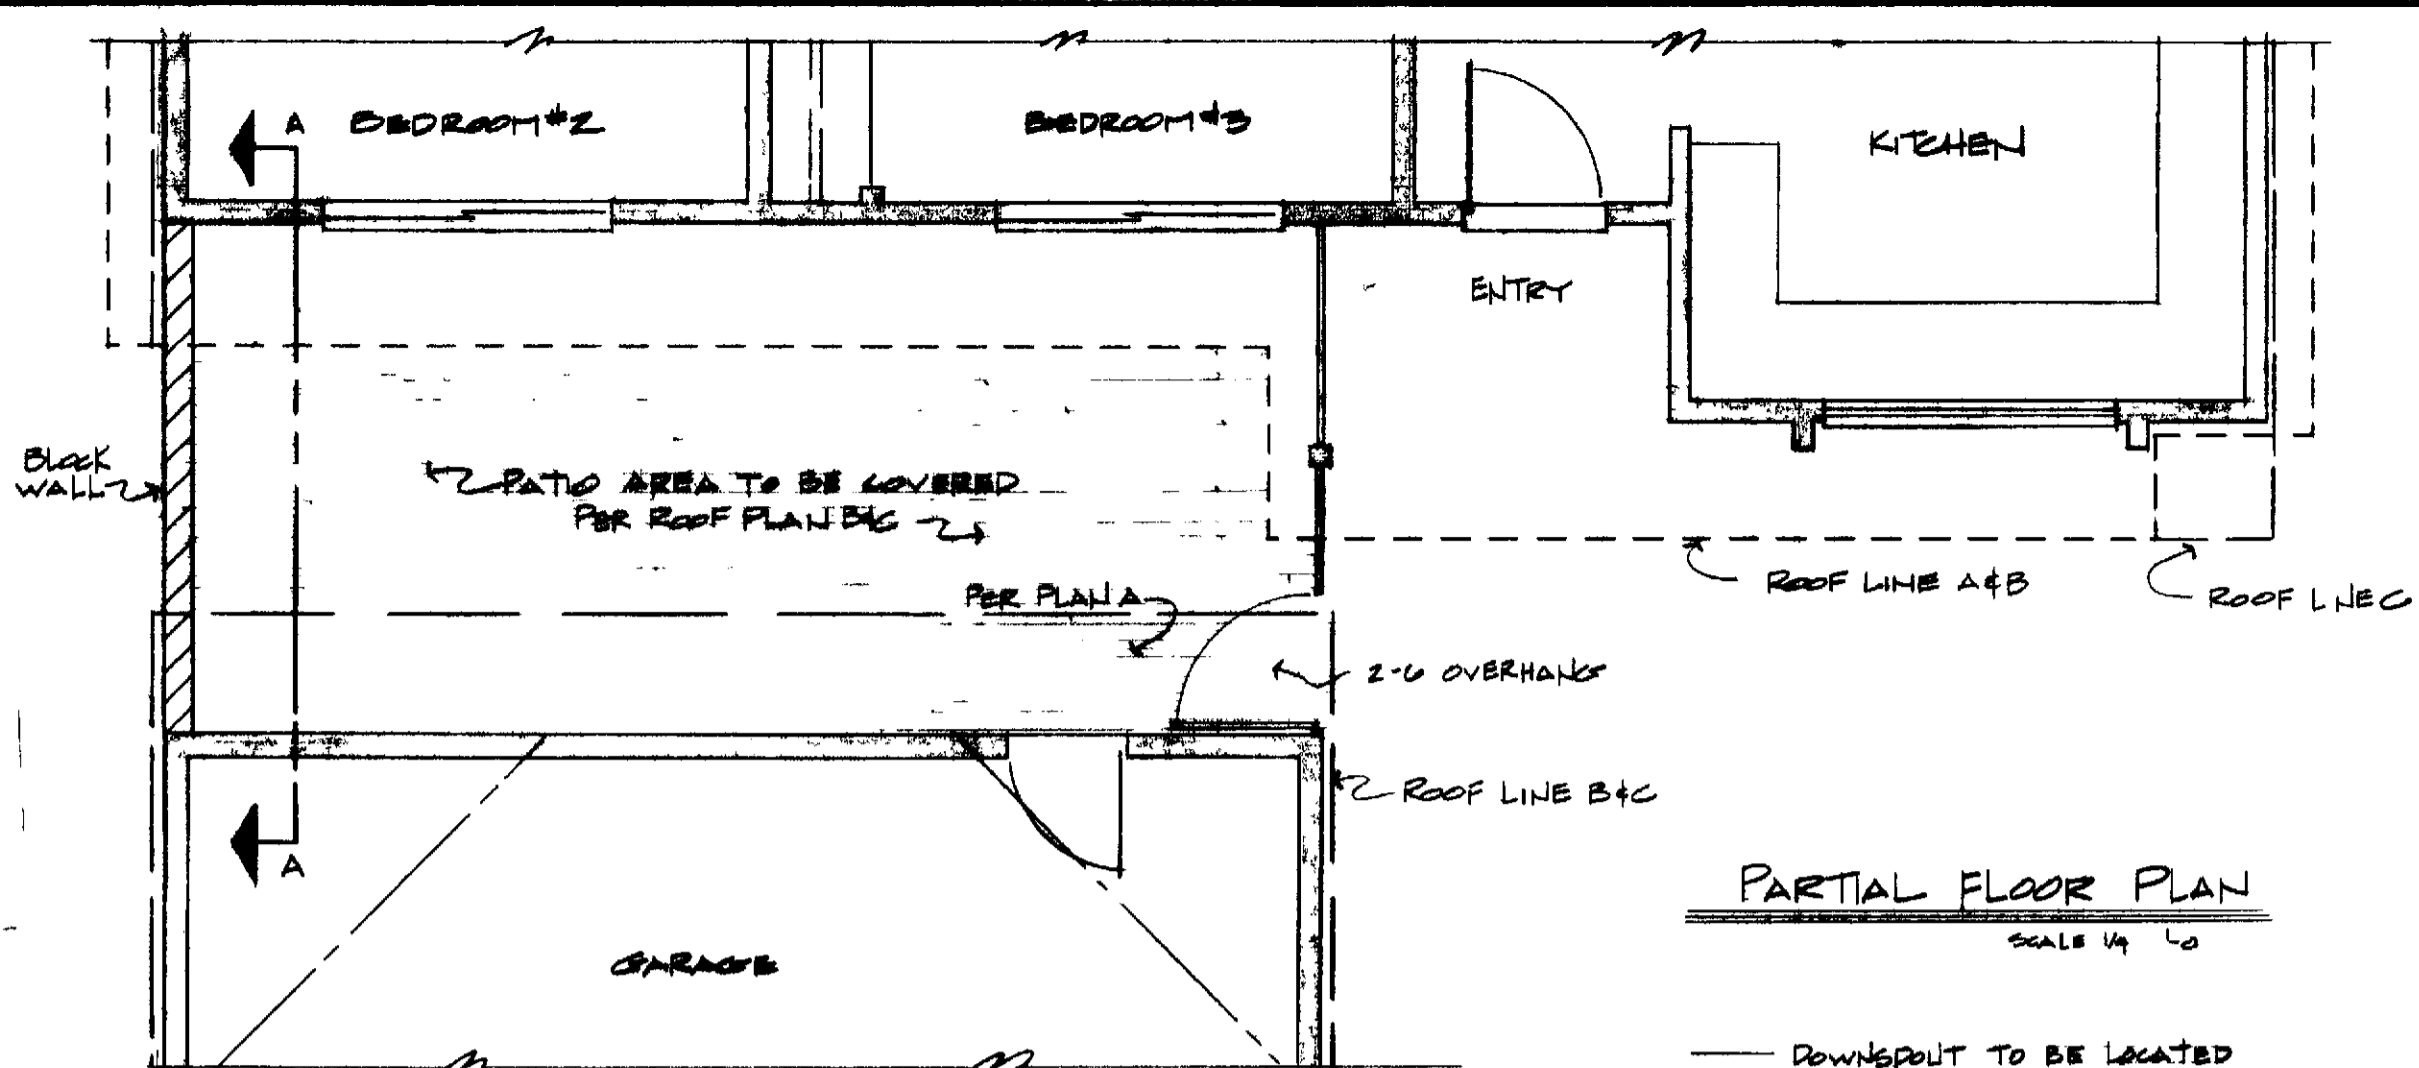 A
BEDROOM #2
BEDROOM #3
KITCHEN
ENTRY
BLOCK
WALL
PATIO AREA TO BE COVERED
PER ROOF PLAN B&C
PER PLAN A
ROOF LINE A&B
ROOF LINE C
2-6 OVERHANG
ROOF LINE B&C
A
PARTIAL FLOOR PLAN
SCALE 1/4
GARAGE
DOWNSPOUT TO BE LOCATED